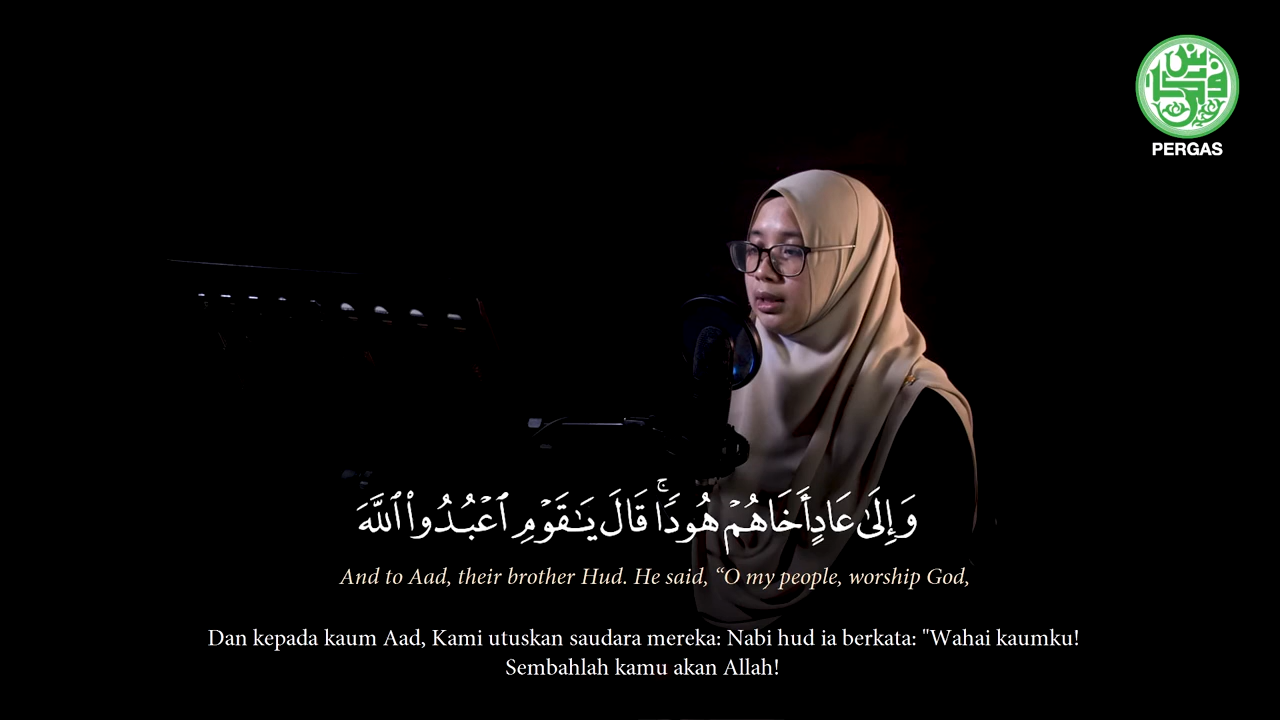 PERGAS
وَإِلَىٰ عَادٍ أَخَاهُمۡ هُودٗاۚ قَالَ يَٰقَوۡمِ ٱعۡبُدُواْ ٱللَّهَ
And to Aad, their brother Hud. He said, “O my people, worship God,
Dan kepada kaum Aad, Kami utuskan saudara mereka: Nabi hud ia berkata: "Wahai kaumku!
Sembahlah kamu akan Allah!